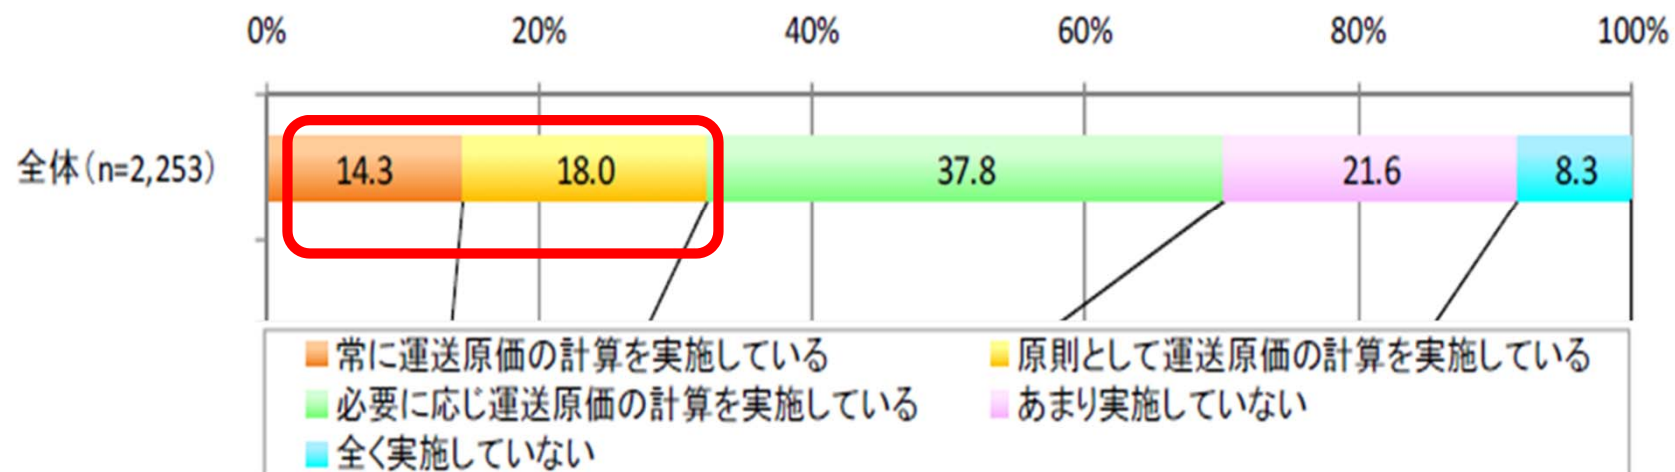 0% 20% 40% 60% 80% 100%
全体(n=2,253) 14.3 18.0 37.8 21.6 8.3
常に運送原価の計算を実施している 原則として運送原価の計算を実施している
必要に応じ運送原価の計算を実施している あまり実施していない
全く実施していない